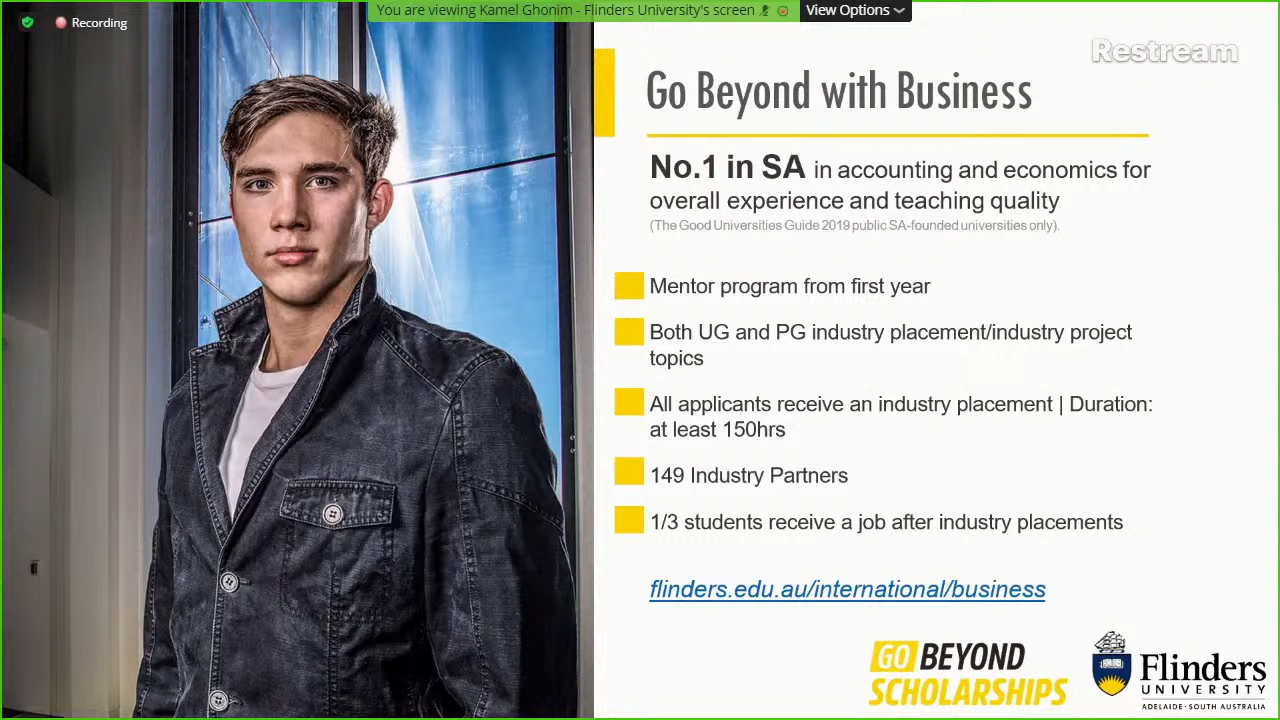 You are viewing Kamel Ghonim - Flinders University's screen
View Options
Recording
Restream
Go Beyond with Business
No.1 in SA in accounting and economics for
overall experience and teaching quality
(The Good Universities Guide 2019 public SA-founded universities only).
Mentor program from first year
Both UG and PG industry placement/industry project
topics
All applicants receive an industry placement | Duration:
at least 150hrs
149 Industry Partners
1/3 students receive a job after industry placements
flinders.edu.au/international/business
GO BEYOND
SCHOLARSHIPS
Flinders
UNIVERSITY
ADELAIDE · SOUTH AUSTRALIA